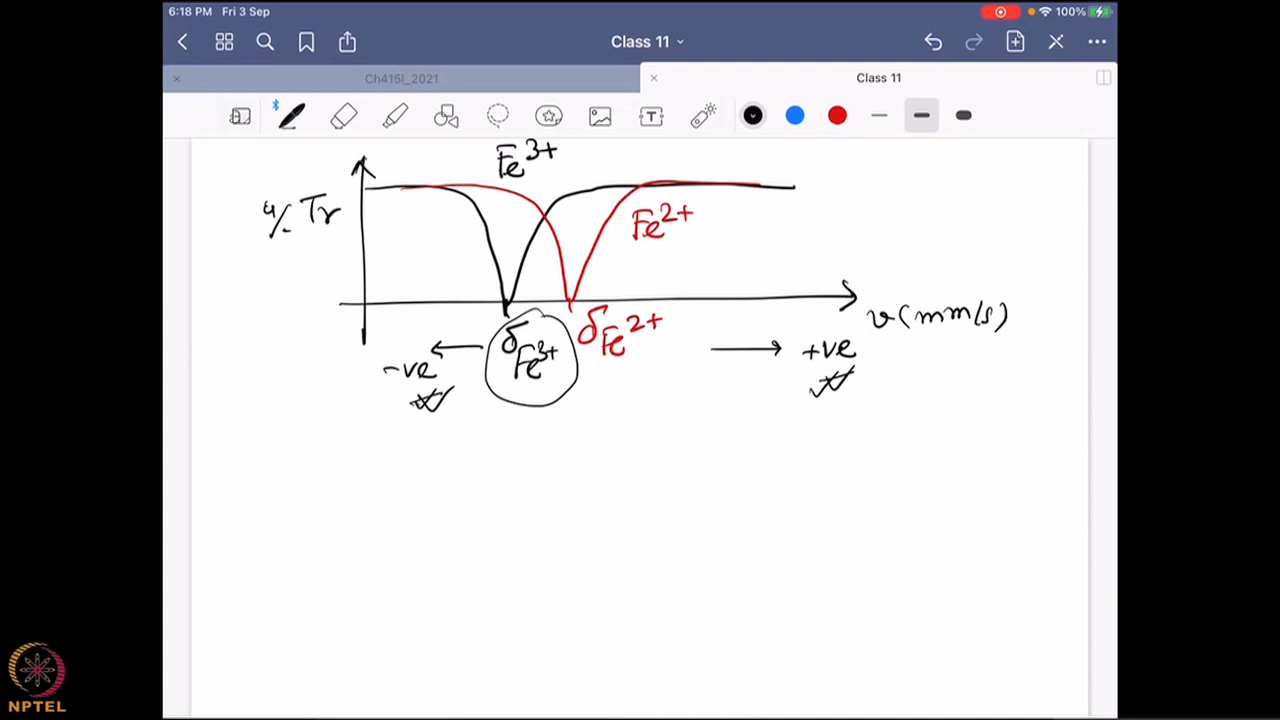 6:18 PM Fri 3 Sep
100%
Class 11
Ch415I_2021
Class 11
T
Fe3+
% Tr
Fe2+
v (mm/s)
δFe3+
δFe2+
-ve
+ve
NPTEL